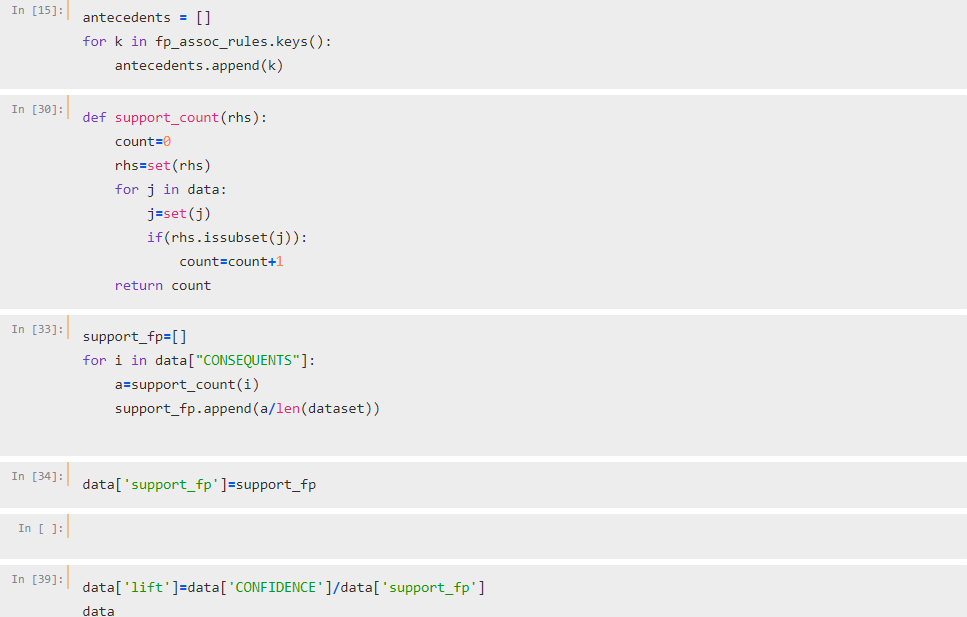 In [15]:
antecedents = []
for k in fp_assoc_rules.keys():
    antecedents.append(k)
In [30]:
def support_count(rhs):
    count=0
    rhs=set(rhs)
    for j in data:
        j=set(j)
        if(rhs.issubset(j)):
            count=count+1
    return count
In [33]:
support_fp=[]
for i in data["CONSEQUENTS"]:
    a=support_count(i)
    support_fp.append(a/len(dataset))
In [34]:
data['support_fp']=support_fp
In [ ]:
In [39]:
data['lift']=data['CONFIDENCE']/data['support_fp']
data